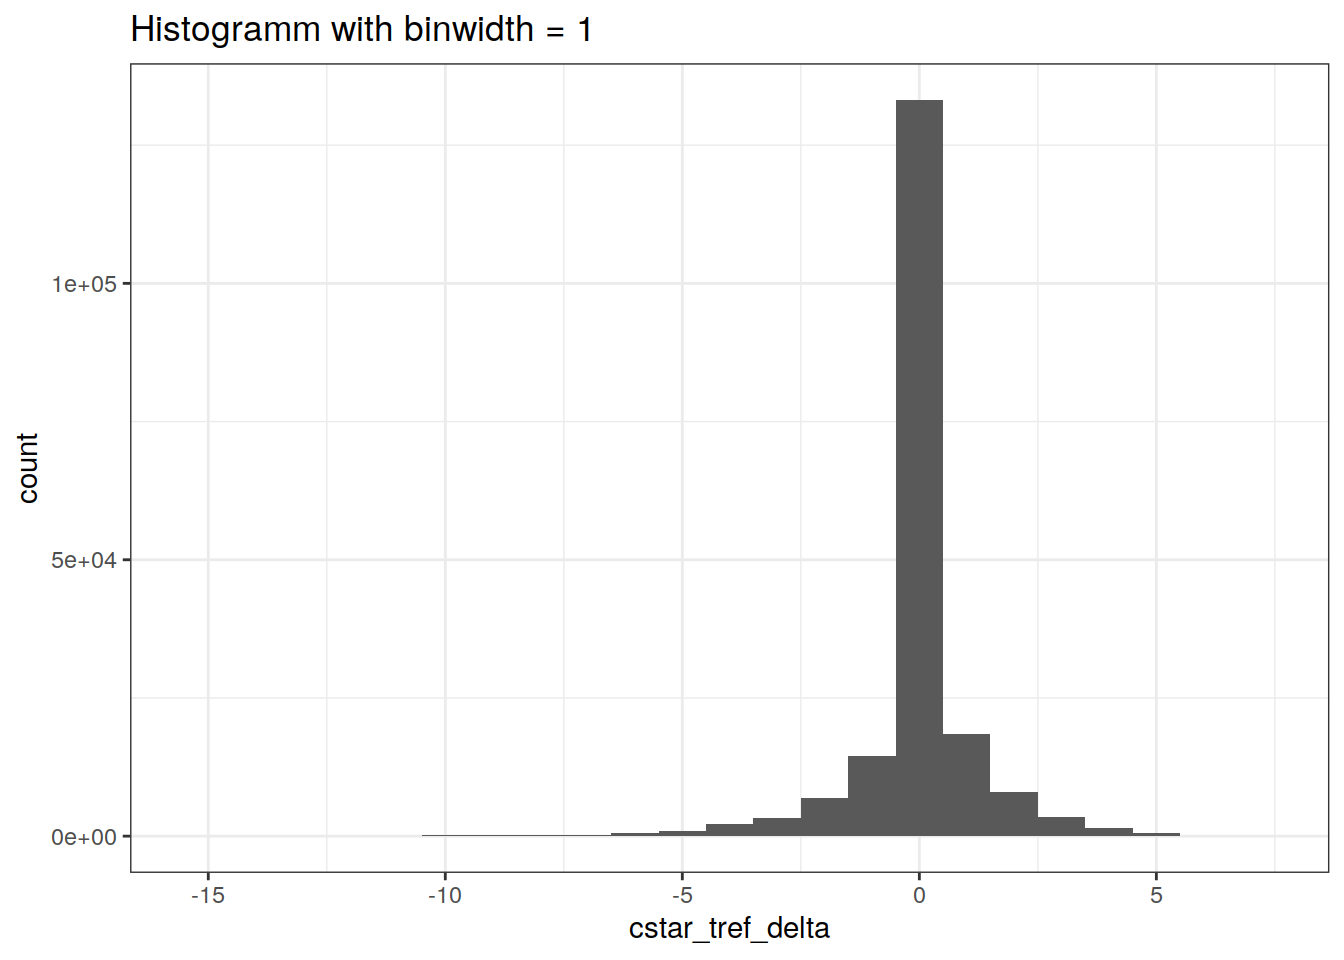 Histogramm with binwidth = 1
count
1e+05
5e+04
0e+00
-15 -10 -5 0 5
cstar_tref_delta